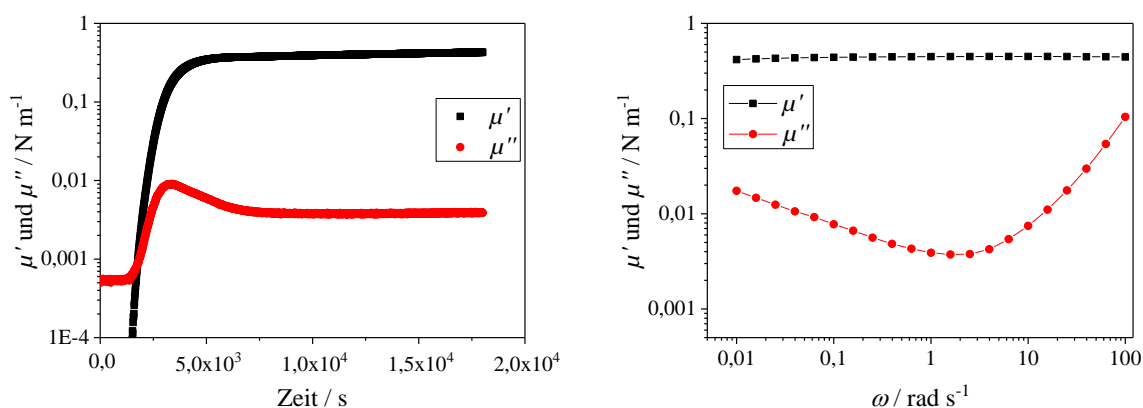 μ' und μ'' / N m⁻¹
1
0,1
0,01
0,001
1E-4
μ'
μ''
0,0 5,0x10³ 1,0x10⁴ 1,5x10⁴ 2,0x10⁴
Zeit / s
μ' und μ'' / N m⁻¹
1
0,1
0,01
0,001
μ'
μ''
0,01 0,1 1 10 100
ω / rad s⁻¹